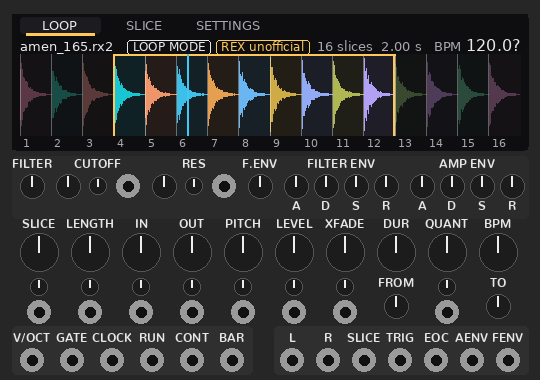 LOOP SLICE SETTINGS
amen_165.rx2 LOOP MODE REX unofficial 16 slices 2.00 s BPM 120.0?
1 2 3 4 5 6 7 8 9 10 11 12 13 14 15 16
FILTER CUTOFF RES F.ENV FILTER ENV AMP ENV
A D S R A D S R
SLICE LENGTH IN OUT PITCH LEVEL XFADE DUR QUANT BPM
FROM TO
V/OCT GATE CLOCK RUN CONT BAR L R SLICE TRIG EOC AENV FENV